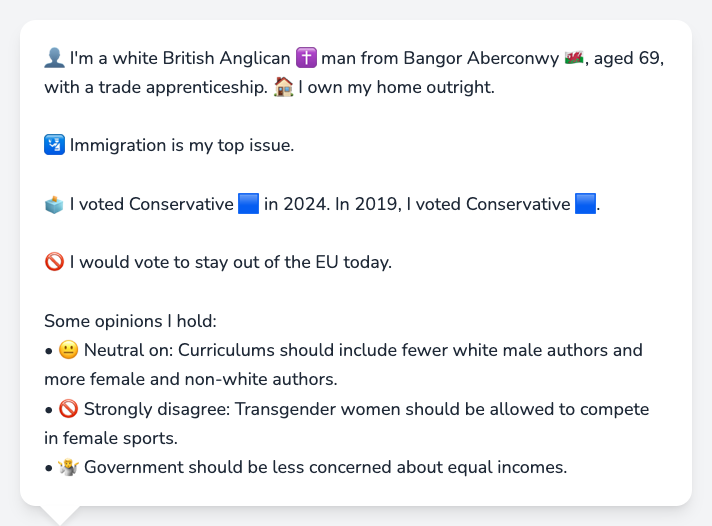 👤 I'm a white British Anglican ✝️ man from Bangor Aberconwy 🏴󠁧󠁢󠁷󠁬󠁳󠁿, aged 69,
with a trade apprenticeship. 🏠 I own my home outright.
🛂 Immigration is my top issue.
🗳️ I voted Conservative 🟦 in 2024. In 2019, I voted Conservative 🟦.
🚫 I would vote to stay out of the EU today.
Some opinions I hold:
• 😐 Neutral on: Curriculums should include fewer white male authors and
more female and non-white authors.
• 🚫 Strongly disagree: Transgender women should be allowed to compete
in female sports.
• 🤷 Government should be less concerned about equal incomes.